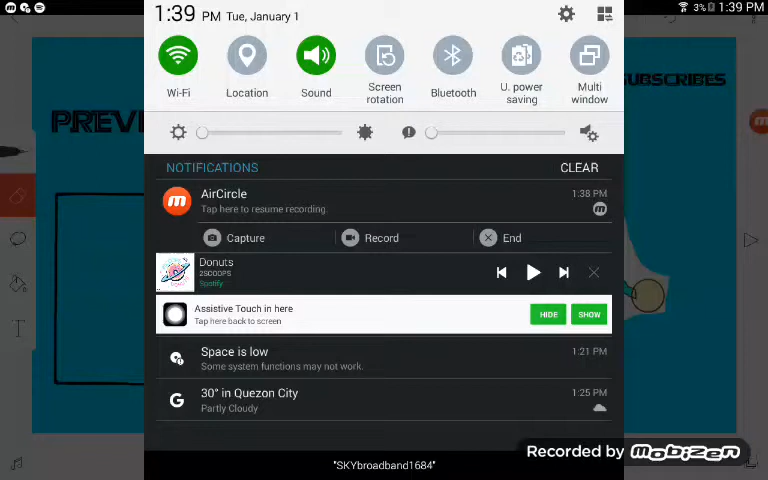 3% 1:39 PM
1:39 PM Tue, January 1
Wi-Fi
Location
Sound
Screen rotation
Bluetooth
U. power saving
Multi window
SUBSCRIBES
PREVI
NOTIFICATIONS
CLEAR
AirCircle
1:38 PM
Tap here to resume recording.
Capture
Record
End
Donuts
2SCOOPS
Spotify
Assistive Touch in here
Tap here back to screen
HIDE
SHOW
Space is low
1:21 PM
Some system functions may not work.
30° in Quezon City
1:25 PM
Partly Cloudy
Recorded by Mobizen
"SKYbroadband1684"